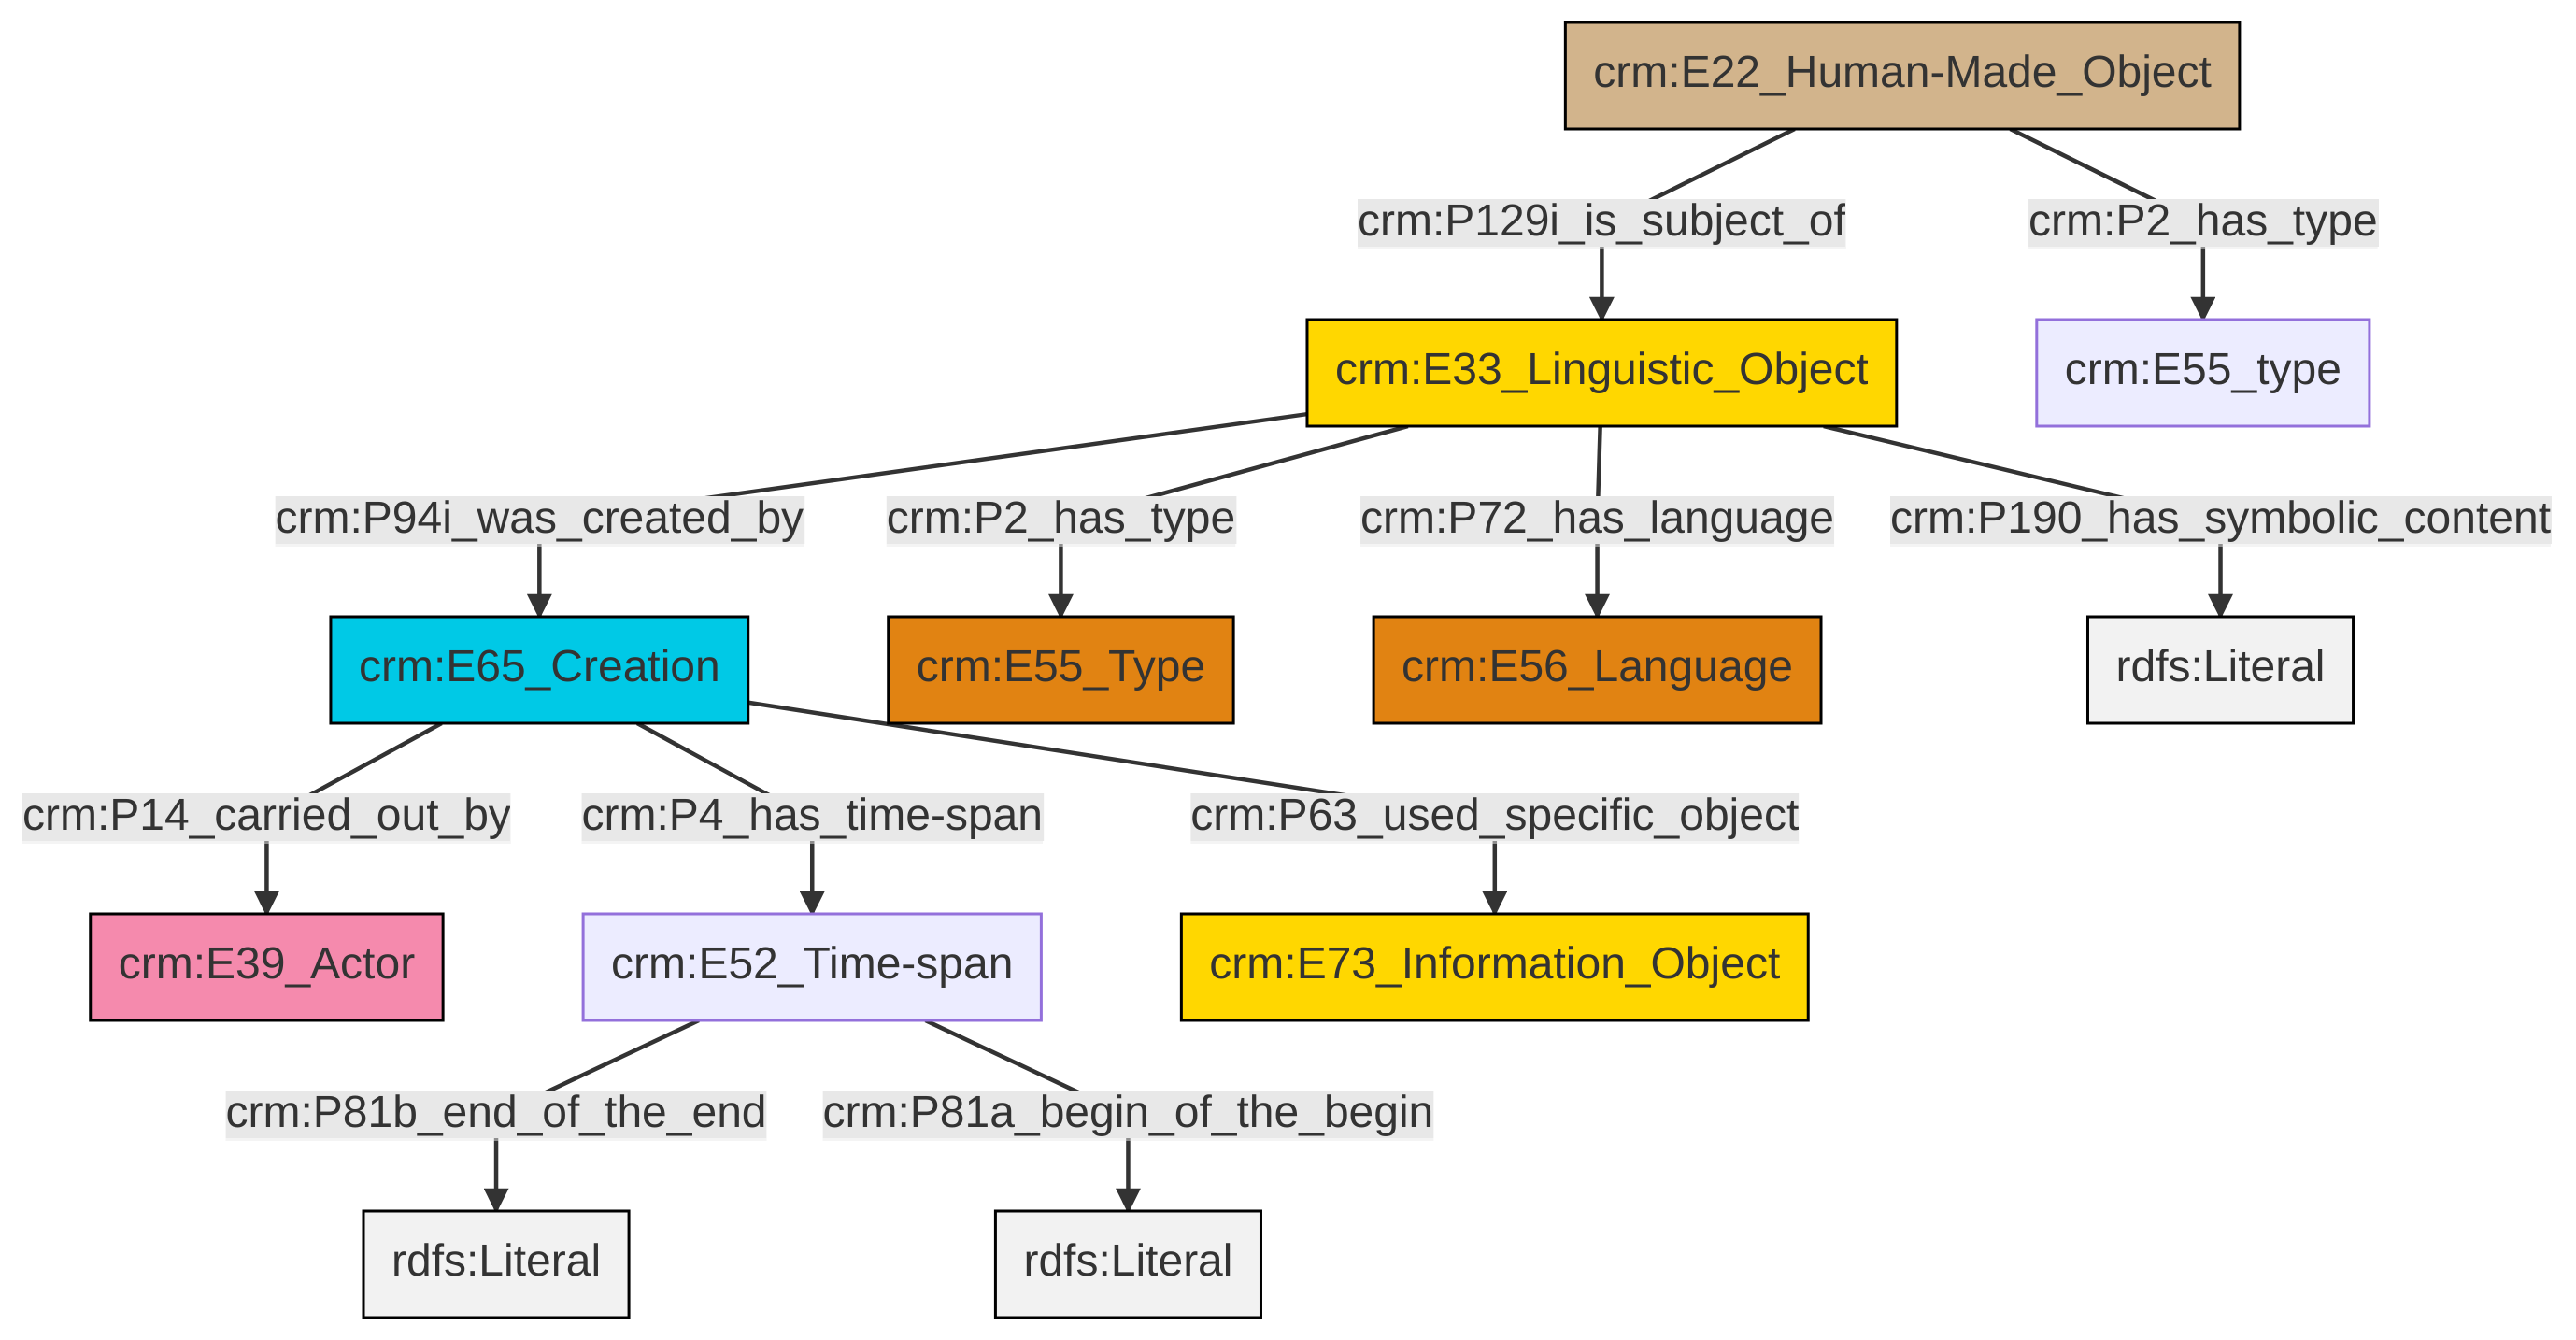 crm:E22_Human-Made_Object
crm:P129i_is_subject_of
crm:P2_has_type
crm:E33_Linguistic_Object
crm:E55_type
crm:P94i_was_created_by
crm:P2_has_type
crm:P72_has_language
crm:P190_has_symbolic_content
crm:E65_Creation
crm:E55_Type
crm:E56_Language
rdfs:Literal
crm:P14_carried_out_by
crm:P4_has_time-span
crm:P63_used_specific_object
crm:E39_Actor
crm:E52_Time-span
crm:E73_Information_Object
crm:P81b_end_of_the_end
crm:P81a_begin_of_the_begin
rdfs:Literal
rdfs:Literal